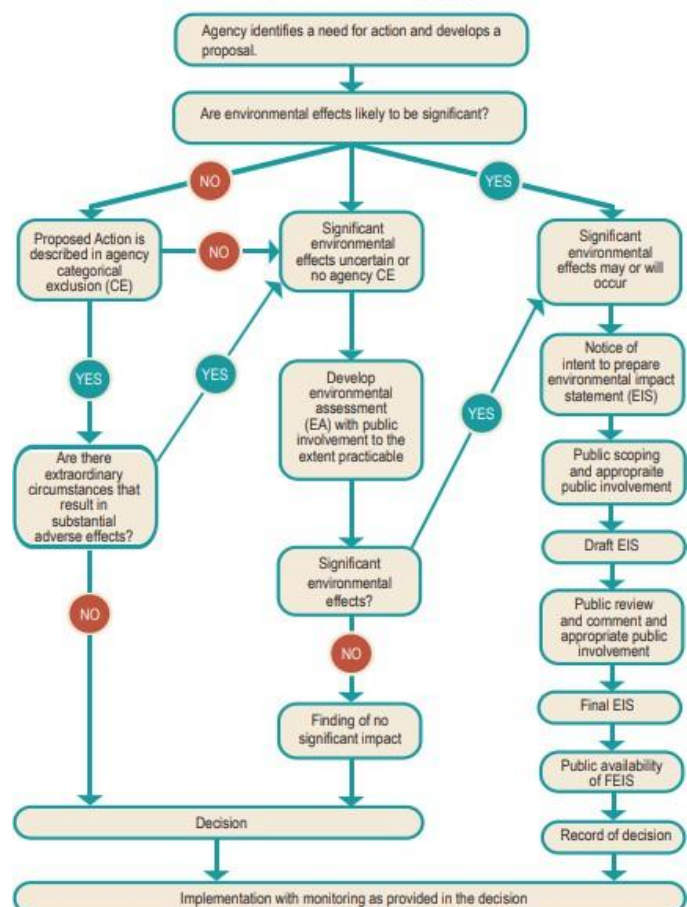 Agency identifies a need for action and develops a
proposal.
Are environmental effects likely to be significant?
NO
YES
Proposed Action is
described in agency
categorical
exclusion (CE)
NO
Significant
environmental
effects uncertain or
no agency CE
Significant
environmental
effects may or will
occur
YES
YES
Develop
environmental
assessment
(EA) with public
involvement to the
extent practicable
YES
Notice of
intent to prepare
environmental impact
statement (EIS)
Are there
extraordinary
circumstances that
result in
substantial
adverse effects?
Public scoping
and appropraite
public involvement
Draft EIS
NO
Significant
environmental
effects?
Public review
and comment and
appropriate public
involvement
NO
Final EIS
Finding of no
significant impact
Public availability
of FEIS
Decision
Record of decision
Implementation with monitoring as provided in the decision